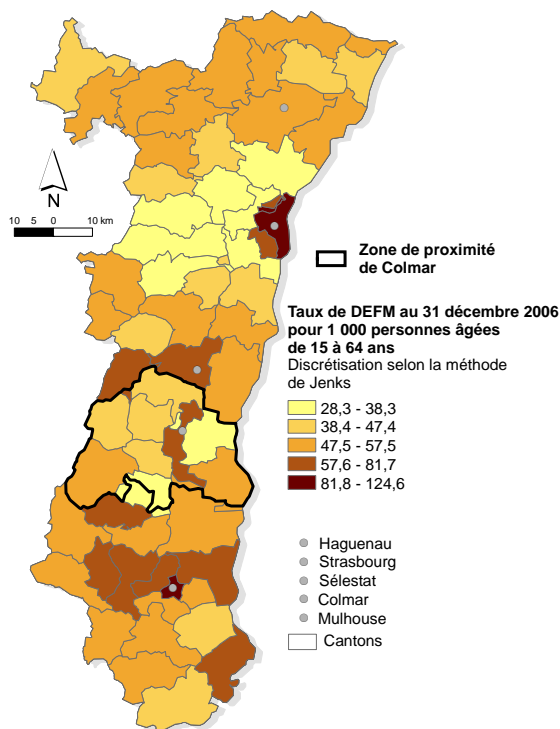 N
10 5 0 10 km
Zone de proximité
de Colmar
Taux de DEFM au 31 décembre 2006
pour 1 000 personnes âgées
de 15 à 64 ans
Discrétisation selon la méthode
de Jenks
28,3 - 38,3
38,4 - 47,4
47,5 - 57,5
57,6 - 81,7
81,8 - 124,6
Haguenau
Strasbourg
Sélestat
Colmar
Mulhouse
Cantons